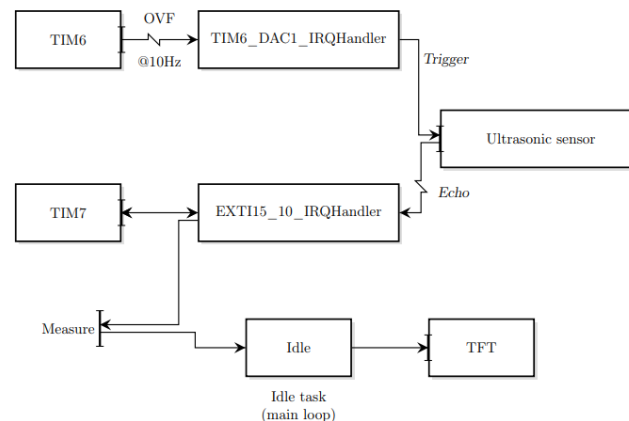 OVF
TIM6
TIM6_DAC1_IRQHandler
@10Hz
Trigger
Ultrasonic sensor
Echo
TIM7
EXTI15_10_IRQHandler
Measure
Idle
TFT
Idle task
(main loop)